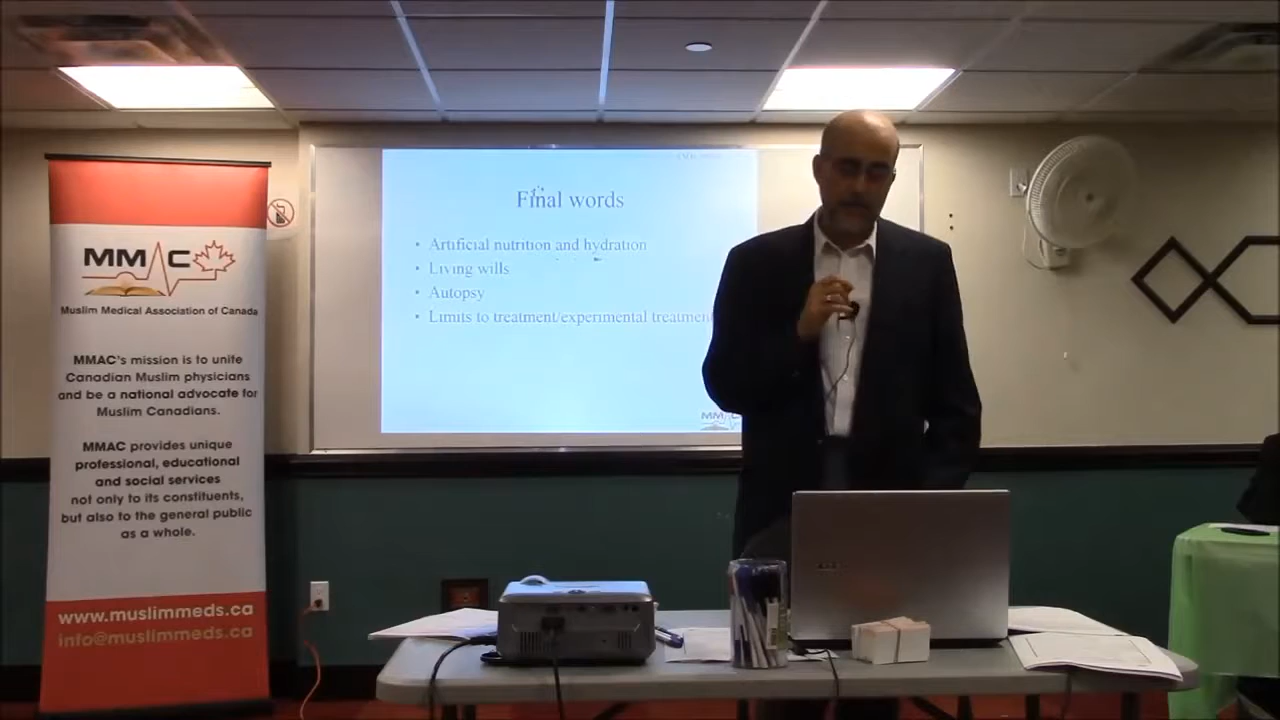 MMAC
Muslim Medical Association of Canada
MMAC's mission is to unite
Canadian Muslim physicians
and be a national advocate for
Muslim Canadians.
MMAC provides unique
professional, educational
and social services
not only to its constituents,
but also to the general public
as a whole.
www.muslimmeds.ca
info@muslimmeds.ca
Final words
• Artificial nutrition and hydration
• Living wills
• Autopsy
• Limits to treatment/experimental treatment